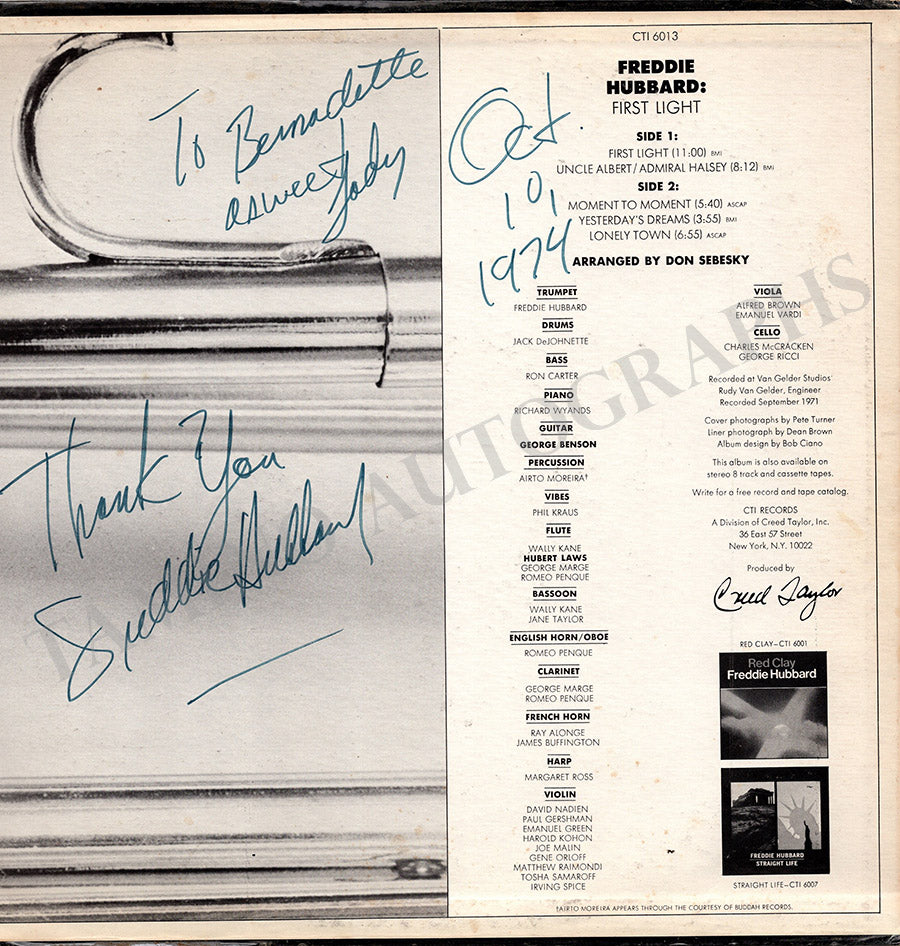 To Bernadette
a sweet lady
Thank You
Freddie Hubbard
Oct
10,
1974
CTI 6013
FREDDIE
HUBBARD:
FIRST LIGHT
SIDE 1:
FIRST LIGHT (11:00) BMI
UNCLE ALBERT/ADMIRAL HALSEY (8:12) BMI
SIDE 2:
MOMENT TO MOMENT (5:40) ASCAP
YESTERDAY'S DREAMS (3:55) BMI
LONELY TOWN (6:55) ASCAP
ARRANGED BY DON SEBESKY
TRUMPET
FREDDIE HUBBARD
DRUMS
JACK DeJOHNETTE
BASS
RON CARTER
PIANO
RICHARD WYANDS
GUITAR
GEORGE BENSON
PERCUSSION
AIRTO MOREIRA†
VIBES
PHIL KRAUS
FLUTE
WALLY KANE
HUBERT LAWS
GEORGE MARGE
ROMEO PENQUE
BASSOON
WALLY KANE
JANE TAYLOR
ENGLISH HORN/OBOE
ROMEO PENQUE
CLARINET
GEORGE MARGE
ROMEO PENQUE
FRENCH HORN
RAY ALONGE
JAMES BUFFINGTON
HARP
MARGARET ROSS
VIOLIN
DAVID NADIEN
PAUL GERSHMAN
EMANUEL GREEN
HAROLD KOHON
JOE MALIN
GENE ORLOFF
MATTHEW RAIMONDI
TOSHA SAMAROFF
IRVING SPICE
VIOLA
ALFRED BROWN
EMANUEL VARDI
CELLO
CHARLES McCRACKEN
GEORGE RICCI
Recorded at Van Gelder Studios
Rudy Van Gelder, Engineer
Recorded September 1971
Cover photographs by Pete Turner
Liner photograph by Dean Brown
Album design by Bob Ciano
This album is also available on
stereo 8 track and cassette tapes.
Write for a free record and tape catalog.
CTI RECORDS
A Division of Creed Taylor, Inc.
36 East 57 Street
New York, N.Y. 10022
Produced by
Creed Taylor
RED CLAY–CTI 6001
Red Clay
Freddie Hubbard
FREDDIE HUBBARD
STRAIGHT LIFE
STRAIGHT LIFE–CTI 6007
†AIRTO MOREIRA APPEARS THROUGH THE COURTESY OF BUDDAH RECORDS.
AUTOGRAPHS